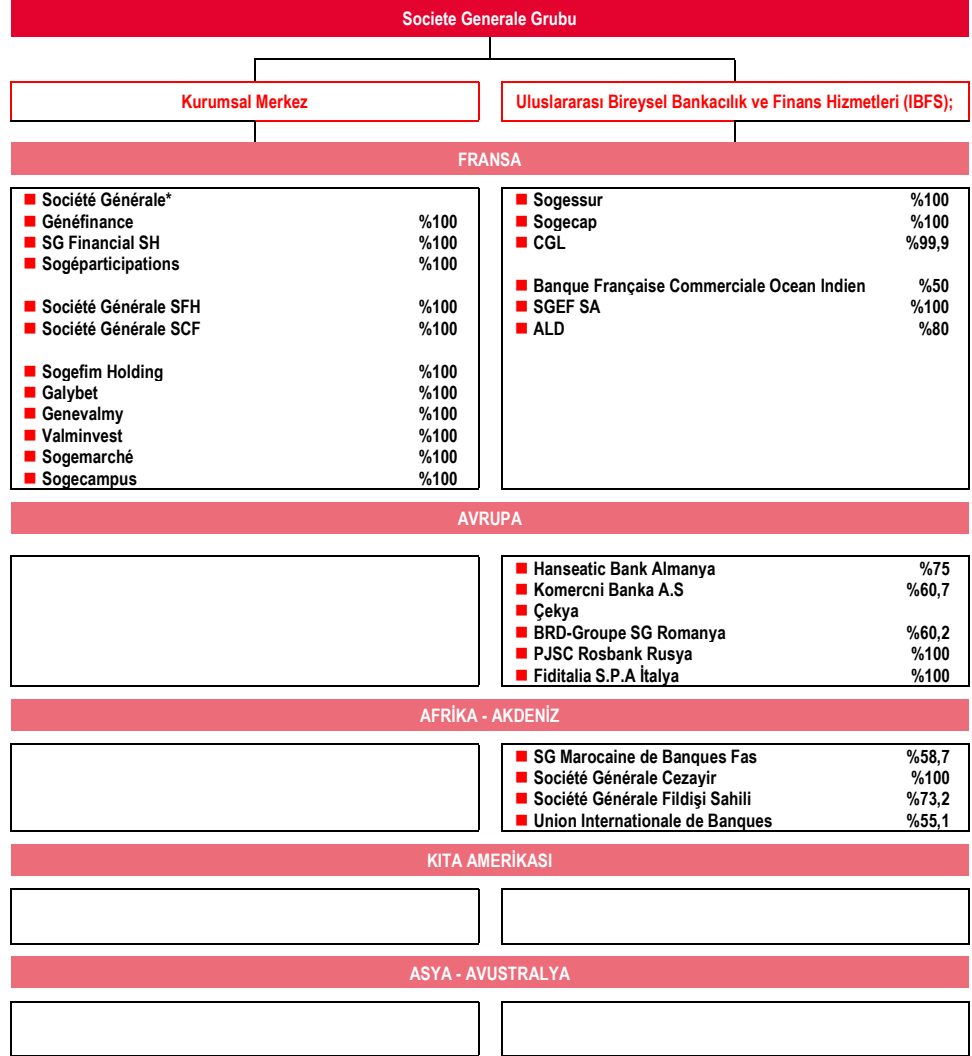 Societe Generale Grubu
Kurumsal Merkez
Uluslararası Bireysel Bankacılık ve Finans Hizmetleri (IBFS);
FRANSA
Société Générale*
Généfinance %100
SG Financial SH %100
Sogéparticipations %100
Société Générale SFH %100
Société Générale SCF %100
Sogefim Holding %100
Galybet %100
Genevalmy %100
Valminvest %100
Sogemarché %100
Sogecampus %100
Sogessur %100
Sogecap %100
CGL %99,9
Banque Française Commerciale Ocean Indien %50
SGEF SA %100
ALD %80
AVRUPA
Hanseatic Bank Almanya %75
Komercni Banka A.S %60,7
Çekya
BRD-Groupe SG Romanya %60,2
PJSC Rosbank Rusya %100
Fiditalia S.P.A İtalya %100
AFRİKA - AKDENİZ
SG Marocaine de Banques Fas %58,7
Société Générale Cezayir %100
Société Générale Fildişi Sahili %73,2
Union Internationale de Banques %55,1
KITA AMERİKASI
ASYA - AVUSTRALYA